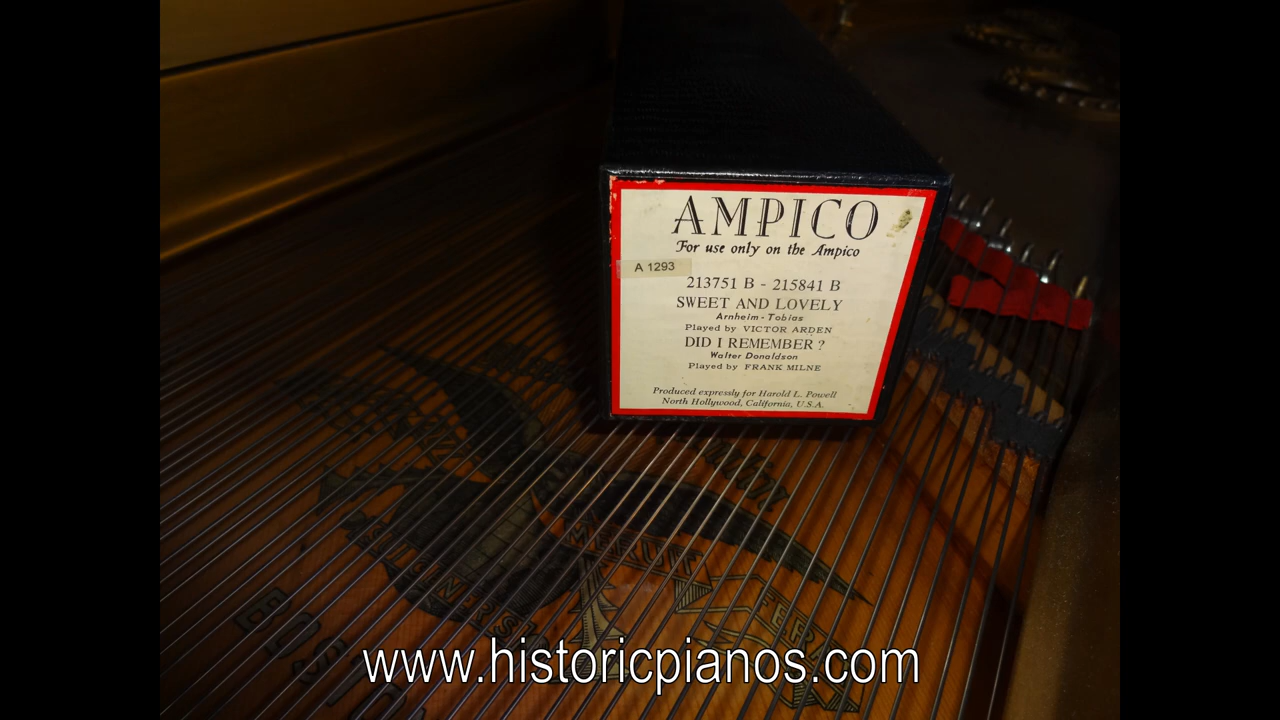 AMPICO
For use only on the Ampico
A 1293
213751 B - 215841 B
SWEET AND LOVELY
Arnheim - Tobias
Played by VICTOR ARDEN
DID I REMEMBER ?
Walter Donaldson
Played by FRANK MILNE
Produced expressly for Harold L. Powell
North Hollywood, California, U.S.A.
MERUIT
BOSTON
www.historicpianos.com